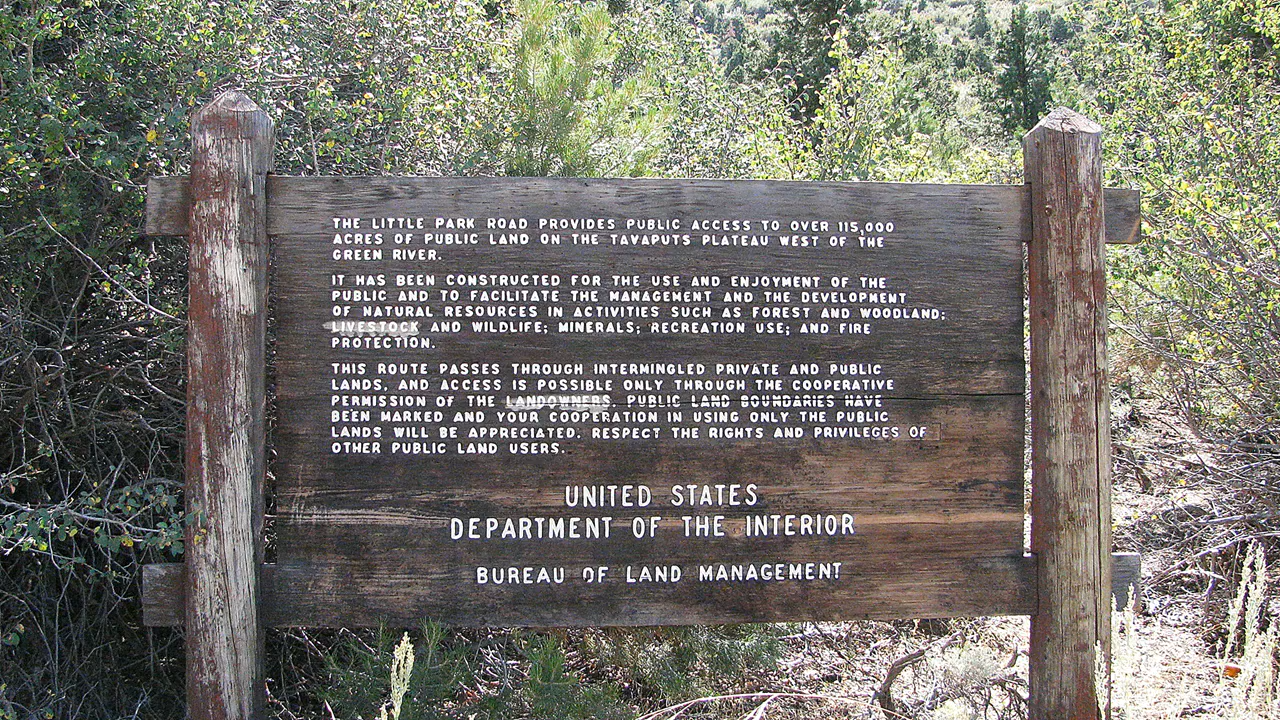 THE LITTLE PARK ROAD PROVIDES PUBLIC ACCESS TO OVER 115,000
ACRES OF PUBLIC LAND ON THE TAVAPUTS PLATEAU WEST OF THE
GREEN RIVER.
IT HAS BEEN CONSTRUCTED FOR THE USE AND ENJOYMENT OF THE
PUBLIC AND TO FACILITATE THE MANAGEMENT AND THE DEVELOPMENT
OF NATURAL RESOURCES IN ACTIVITIES SUCH AS FOREST AND WOODLAND;
LIVESTOCK AND WILDLIFE; MINERALS; RECREATION USE; AND FIRE
PROTECTION.
THIS ROUTE PASSES THROUGH INTERMINGLED PRIVATE AND PUBLIC
LANDS, AND ACCESS IS POSSIBLE ONLY THROUGH THE COOPERATIVE
PERMISSION OF THE LANDOWNERS. PUBLIC LAND BOUNDARIES HAVE
BEEN MARKED AND YOUR COOPERATION IN USING ONLY THE PUBLIC
LANDS WILL BE APPRECIATED. RESPECT THE RIGHTS AND PRIVILEGES OF
OTHER PUBLIC LAND USERS.
UNITED STATES
DEPARTMENT OF THE INTERIOR
BUREAU OF LAND MANAGEMENT